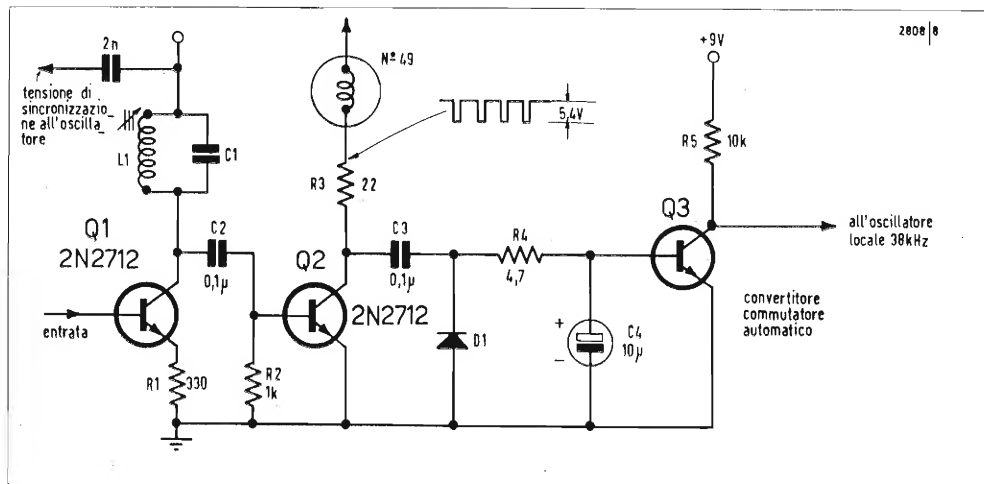 2808|8
2n
+9V
Nº 49
tensione di
sincronizzazio_
ne all'oscilla_
tore
5,4V
L1
C1
R3
22
R5
10k
Q1
2N2712
C2
0,1µ
Q2
2N2712
C3
0,1µ
R4
4,7
Q3
all'oscillatore
locale 38kHz
entrata
convertitore
commutatore
automatico
D1
+
C4
10µ
–
R1
330
R2
1k